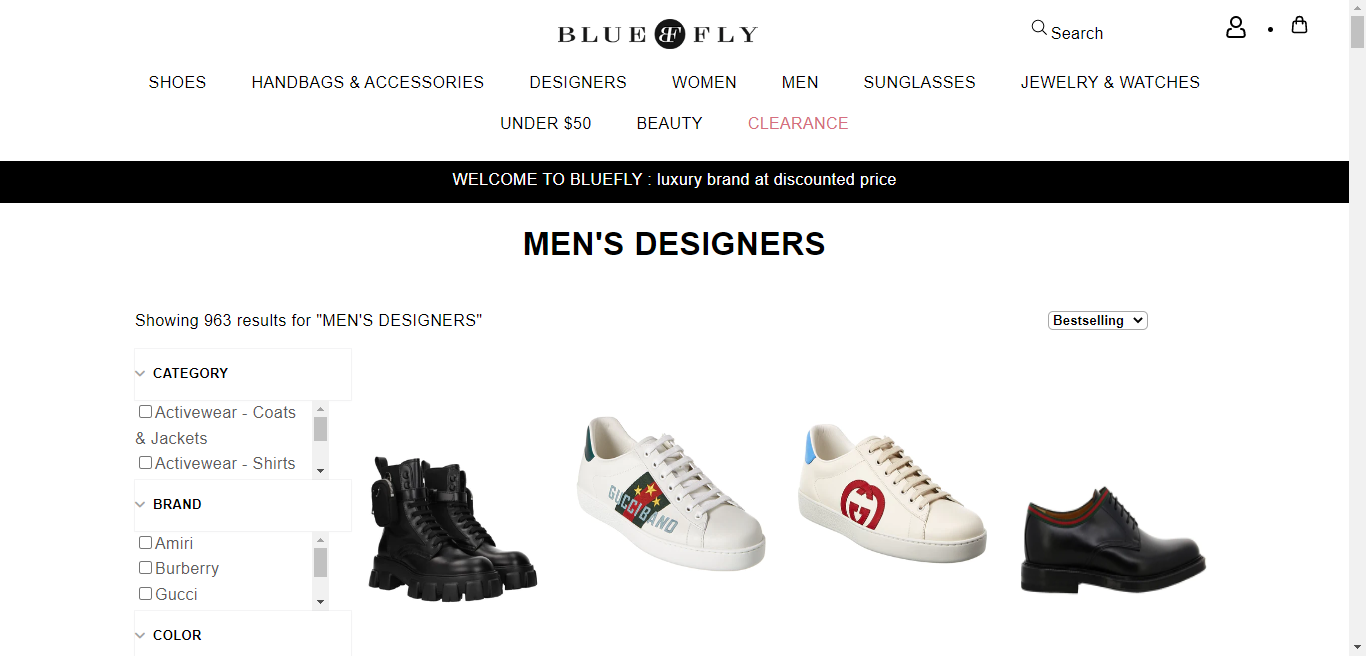 BLUE BF FLY
Search
SHOES HANDBAGS & ACCESSORIES DESIGNERS WOMEN MEN SUNGLASSES JEWELRY & WATCHES
UNDER $50 BEAUTY CLEARANCE
WELCOME TO BLUEFLY : luxury brand at discounted price
MEN'S DESIGNERS
Showing 963 results for "MEN'S DESIGNERS"
Bestselling
CATEGORY
Activewear - Coats
& Jackets
Activewear - Shirts
BRAND
Amiri
Burberry
Gucci
COLOR
GUCCI BAND